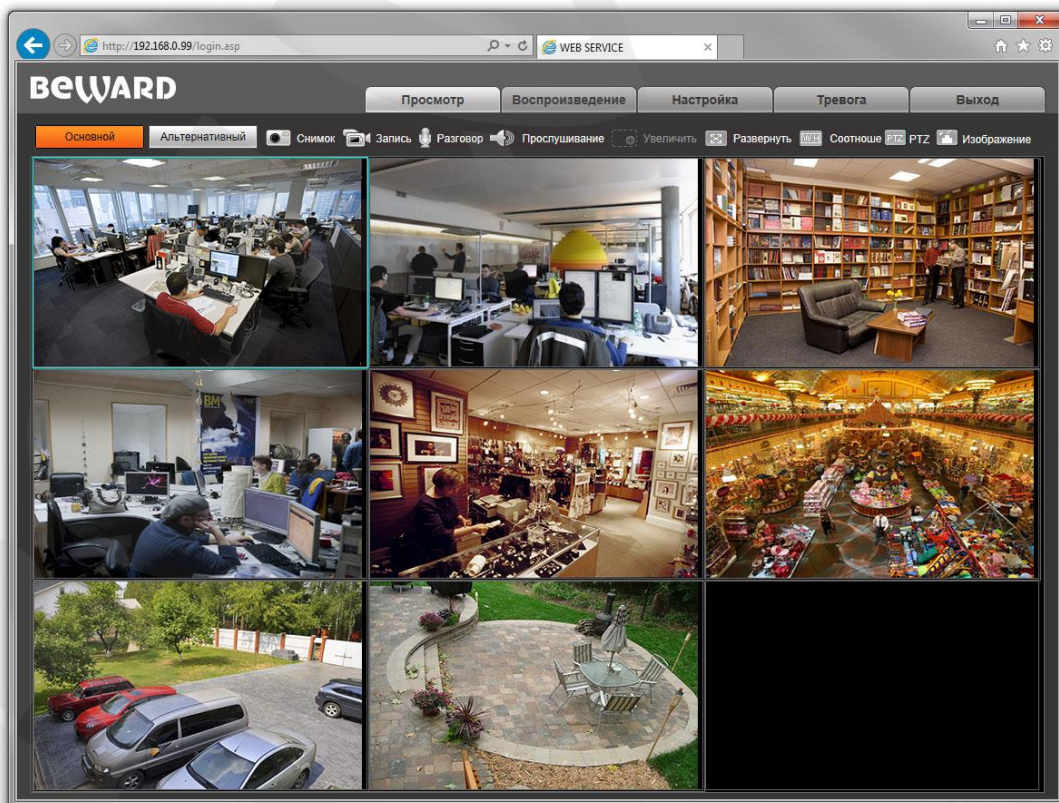 http://192.168.0.99/login.asp
WEB SERVICE
BEWARD
Просмотр
Воспроизведение
Настройка
Тревога
Выход
Основной
Альтернативный
Снимок
Запись
Разговор
Прослушивание
Увеличить
Развернуть
Соотноше
PTZ
PTZ
Изображение
BM